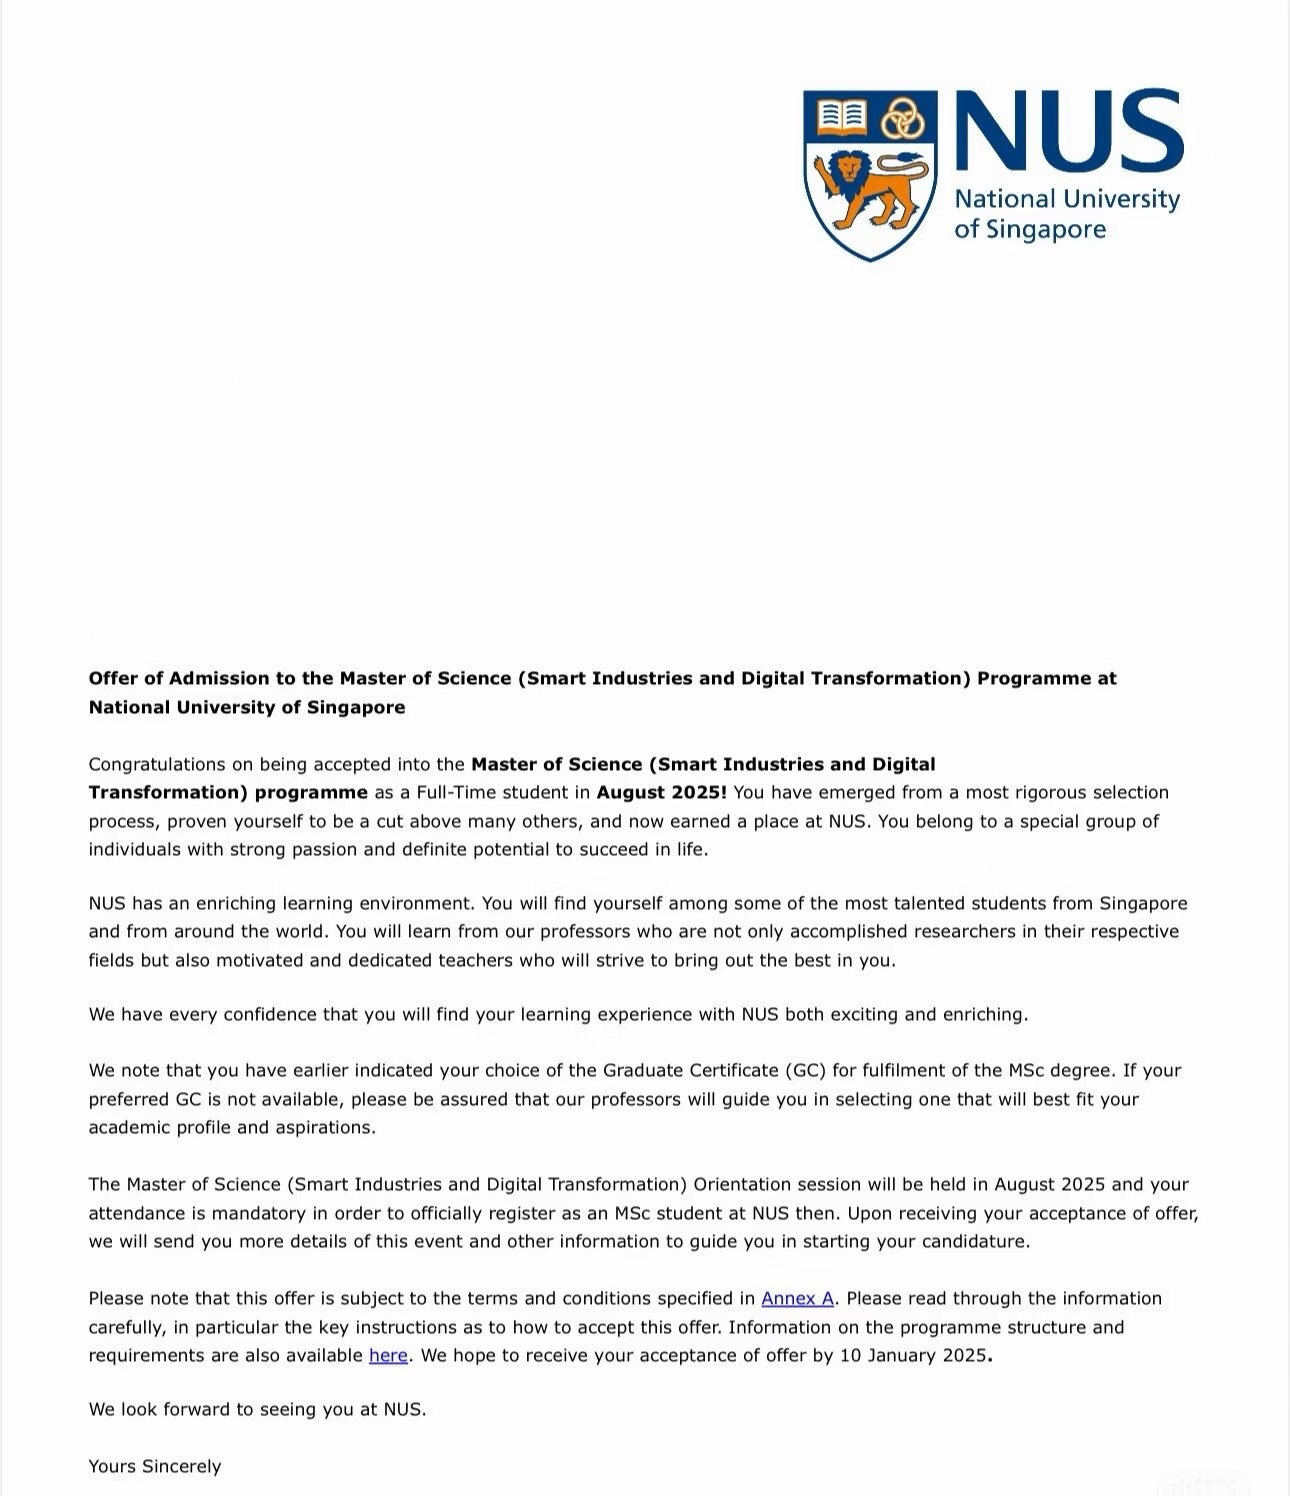 NUS
National University
of Singapore
Offer of Admission to the Master of Science (Smart Industries and Digital Transformation) Programme at
National University of Singapore
Congratulations on being accepted into the Master of Science (Smart Industries and Digital
Transformation) programme as a Full-Time student in August 2025! You have emerged from a most rigorous selection
process, proven yourself to be a cut above many others, and now earned a place at NUS. You belong to a special group of
individuals with strong passion and definite potential to succeed in life.
NUS has an enriching learning environment. You will find yourself among some of the most talented students from Singapore
and from around the world. You will learn from our professors who are not only accomplished researchers in their respective
fields but also motivated and dedicated teachers who will strive to bring out the best in you.
We have every confidence that you will find your learning experience with NUS both exciting and enriching.
We note that you have earlier indicated your choice of the Graduate Certificate (GC) for fulfilment of the MSc degree. If your
preferred GC is not available, please be assured that our professors will guide you in selecting one that will best fit your
academic profile and aspirations.
The Master of Science (Smart Industries and Digital Transformation) Orientation session will be held in August 2025 and your
attendance is mandatory in order to officially register as an MSc student at NUS then. Upon receiving your acceptance of offer,
we will send you more details of this event and other information to guide you in starting your candidature.
Please note that this offer is subject to the terms and conditions specified in Annex A. Please read through the information
carefully, in particular the key instructions as to how to accept this offer. Information on the programme structure and
requirements are also available here. We hope to receive your acceptance of offer by 10 January 2025.
We look forward to seeing you at NUS.
Yours Sincerely